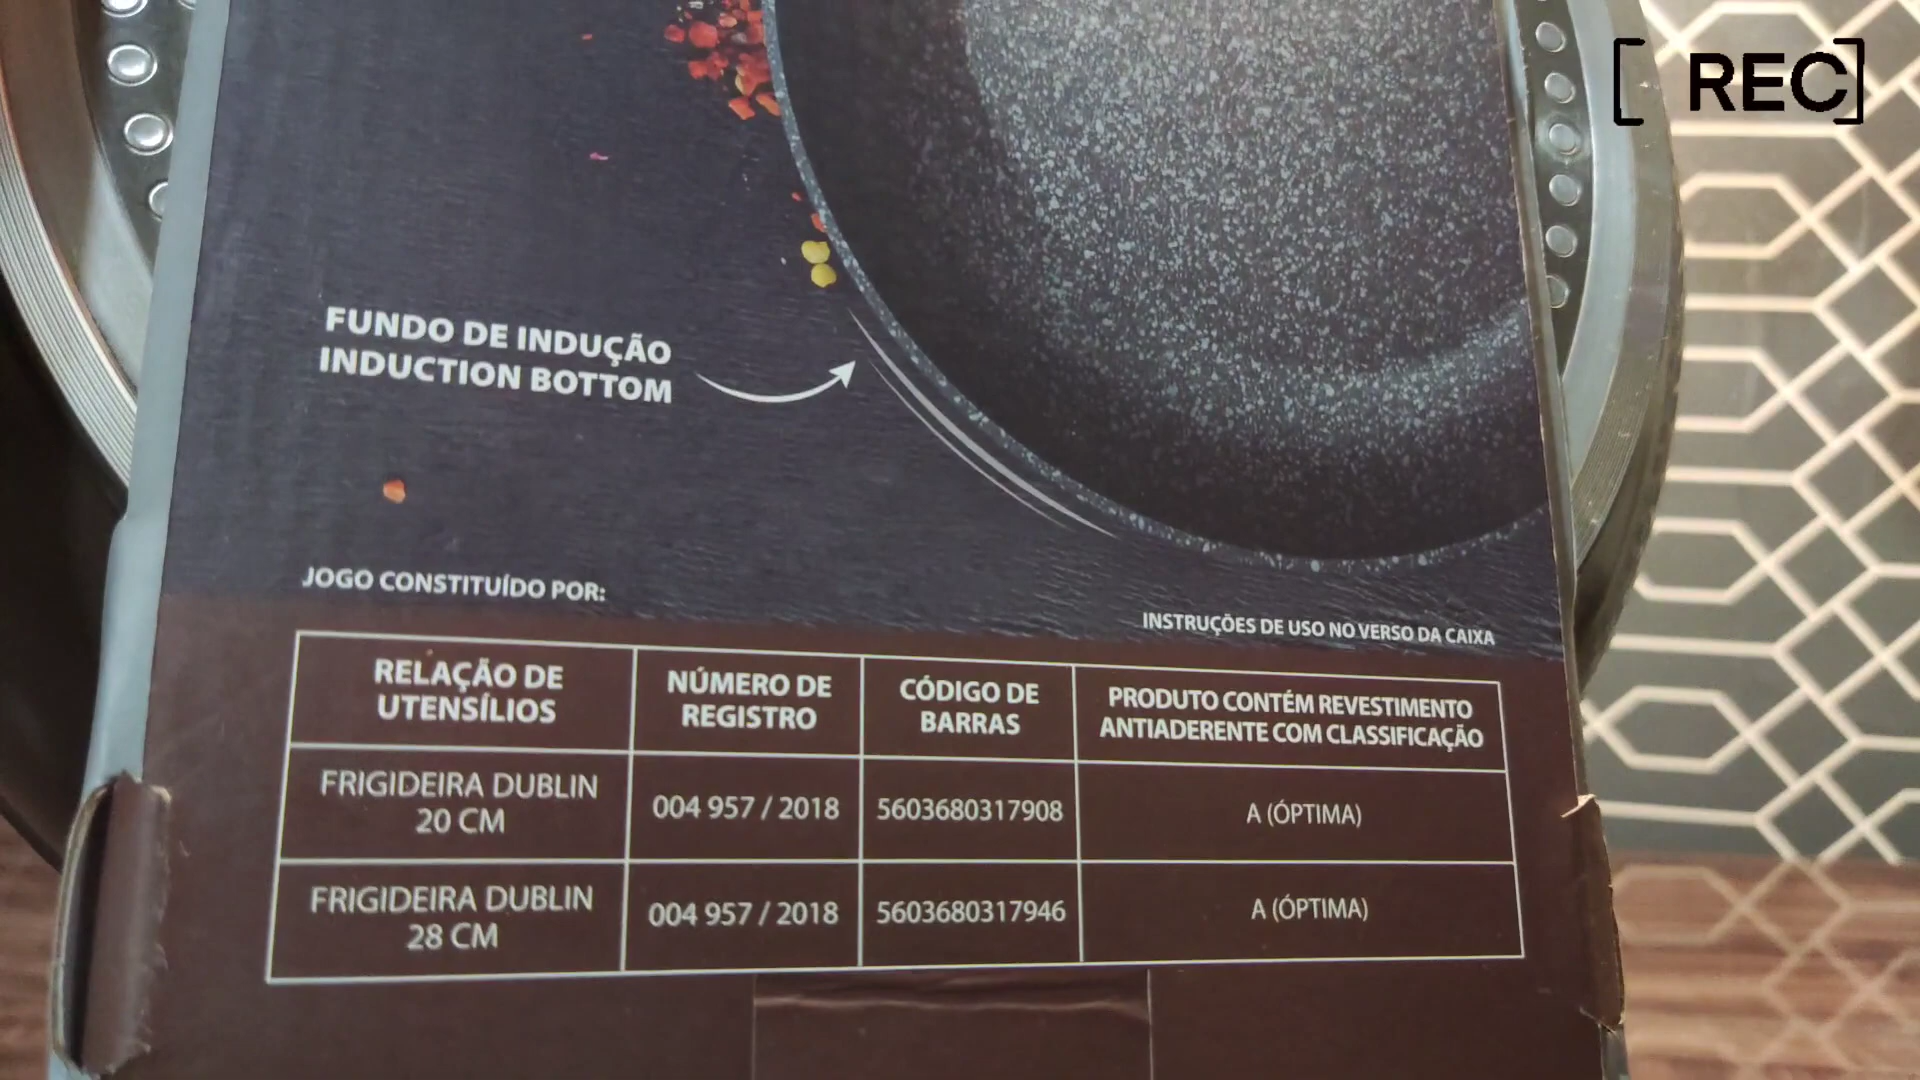 [ REC]
FUNDO DE INDUÇÃO
INDUCTION BOTTOM
JOGO CONSTITUÍDO POR:
INSTRUÇÕES DE USO NO VERSO DA CAIXA
RELAÇÃO DE
UTENSÍLIOS
NÚMERO DE
REGISTRO
CÓDIGO DE
BARRAS
PRODUTO CONTÉM REVESTIMENTO
ANTIADERENTE COM CLASSIFICAÇÃO
FRIGIDEIRA DUBLIN
20 CM
004 957 / 2018
5603680317908
A (ÓPTIMA)
FRIGIDEIRA DUBLIN
28 CM
004 957 / 2018
5603680317946
A (ÓPTIMA)